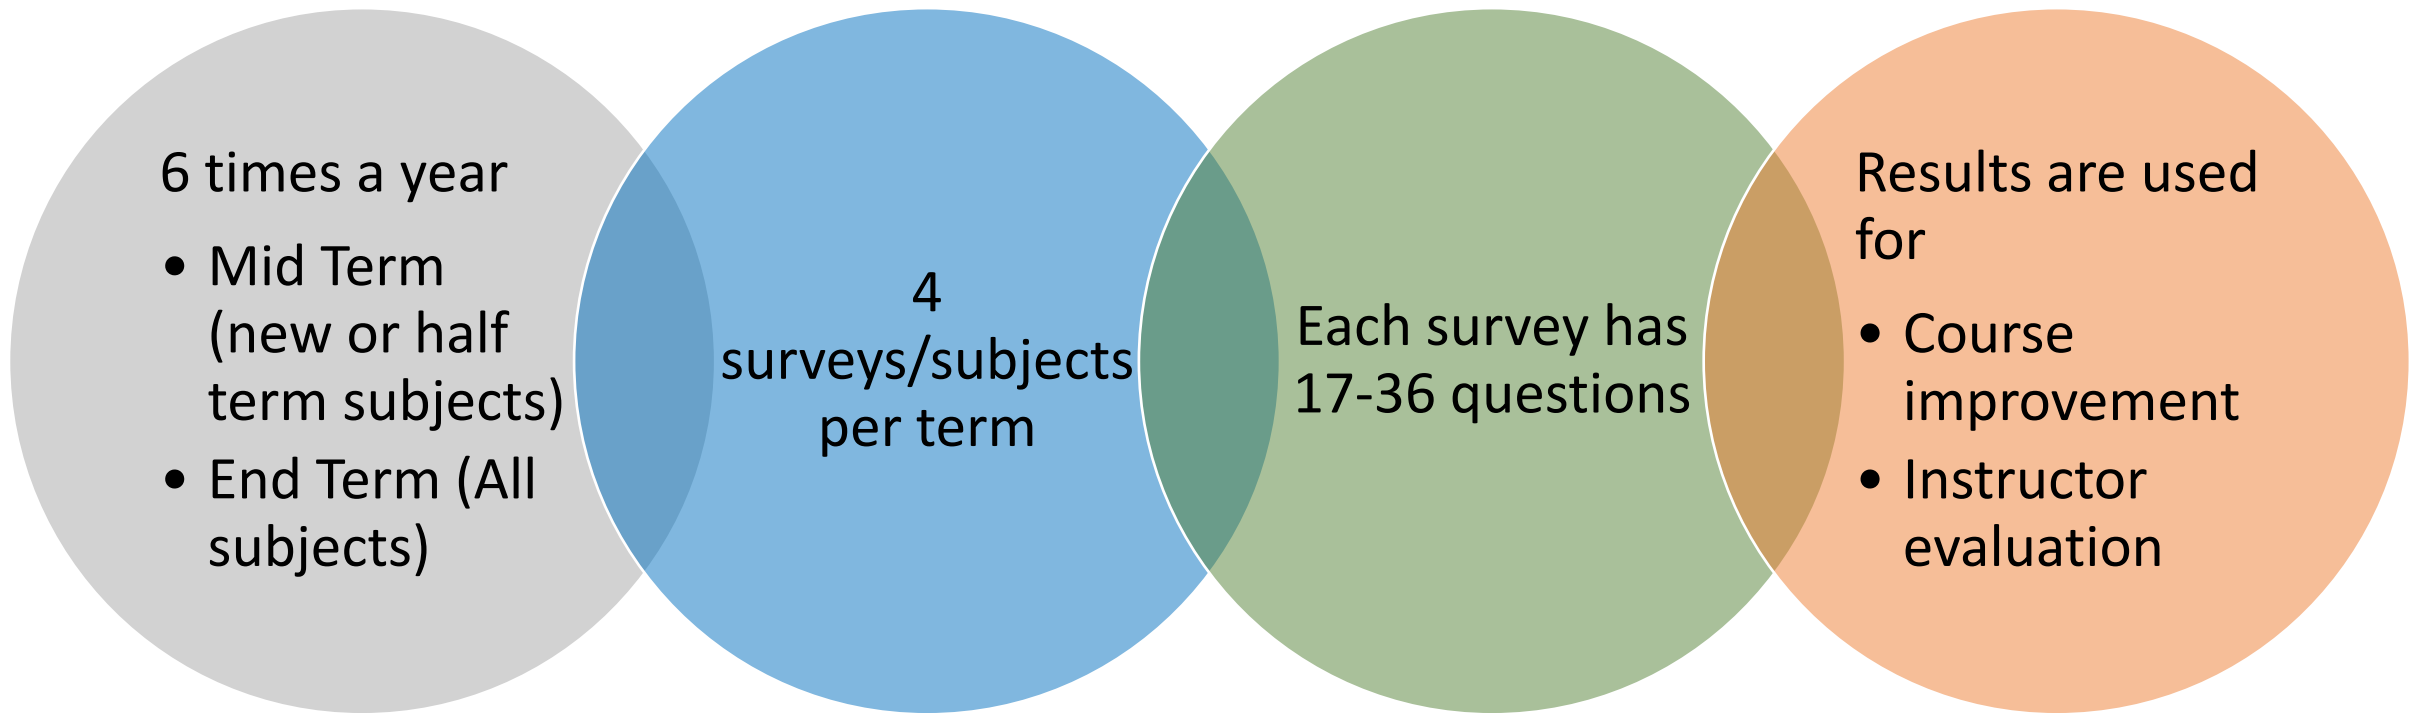 6 times a year
• Mid Term
(new or half
term subjects)
• End Term (All
subjects)
4
surveys/subjects
per term
Each survey has
17-36 questions
Results are used
for
• Course
improvement
• Instructor
evaluation